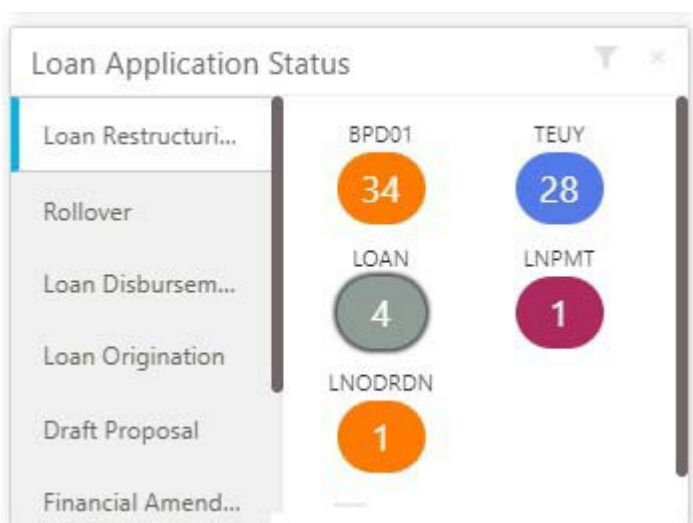 Loan Application Status
Loan Restructuri...
Rollover
Loan Disbursem...
Loan Origination
Draft Proposal
Financial Amend...
BPD01 TEUY
34 28
LOAN LNPMT
4 1
LNODRDN
1